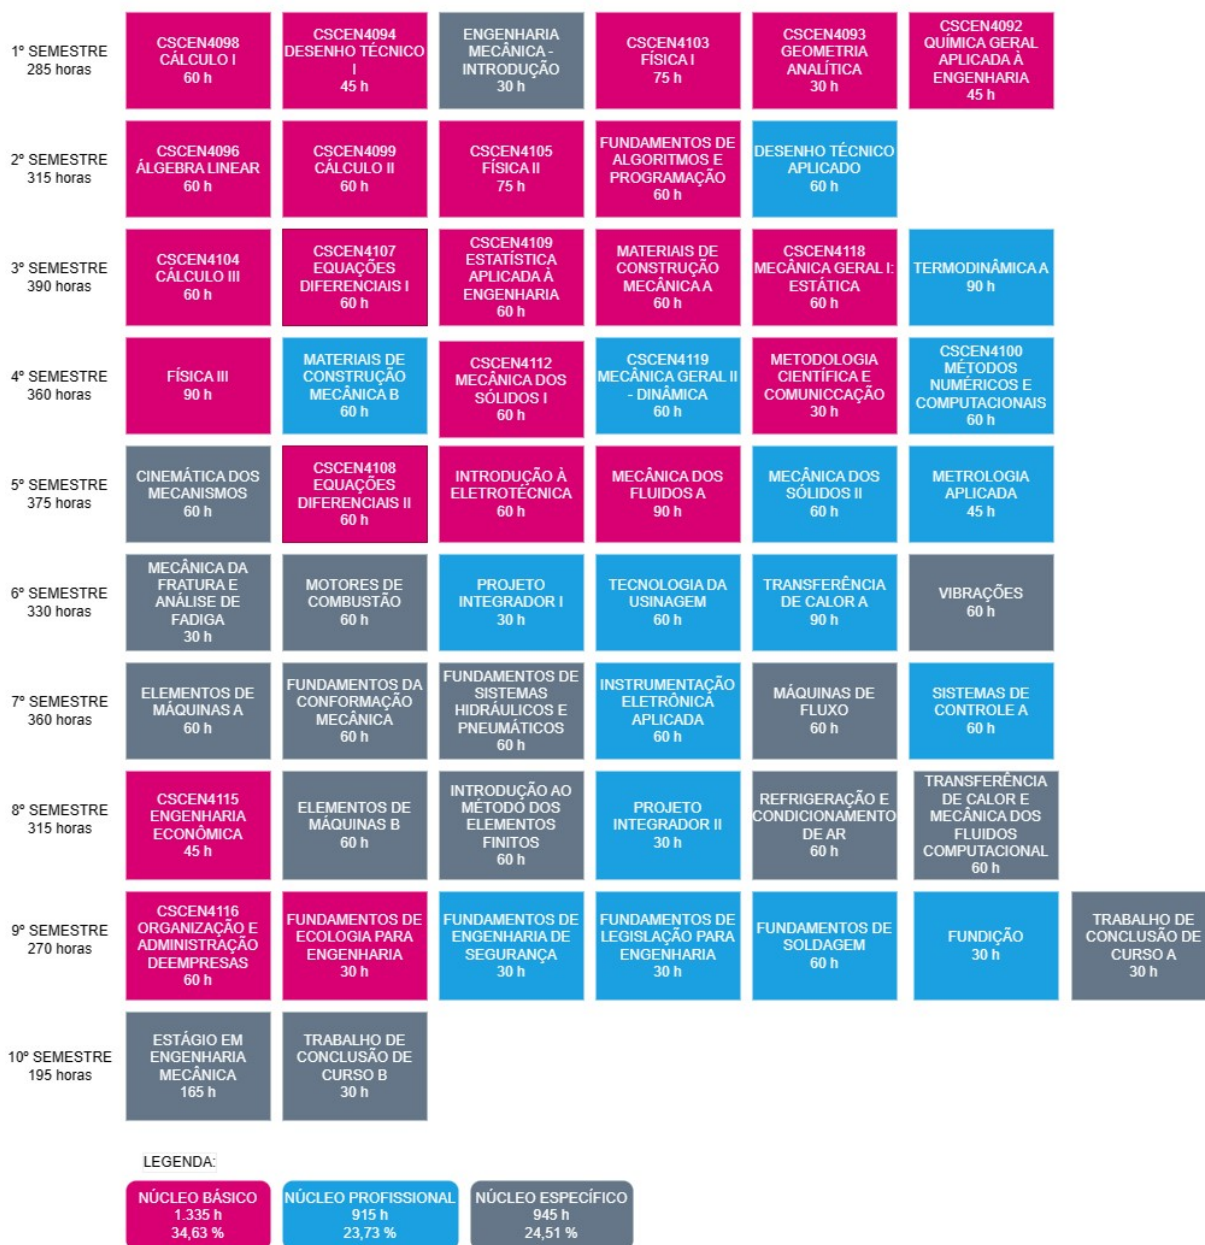 1º SEMESTRE
285 horas
CSCEN4098
CÁLCULO I
60 h
CSCEN4094
DESENHO TÉCNICO
I
45 h
ENGENHARIA
MECÂNICA -
INTRODUÇÃO
30 h
CSCEN4103
FÍSICA I
75 h
CSCEN4093
GEOMETRIA
ANALÍTICA
30 h
CSCEN4092
QUÍMICA GERAL
APLICADA À
ENGENHARIA
45 h
2º SEMESTRE
315 horas
CSCEN4096
ÁLGEBRA LINEAR
60 h
CSCEN4099
CÁLCULO II
60 h
CSCEN4105
FÍSICA II
75 h
FUNDAMENTOS DE
ALGORITMOS E
PROGRAMAÇÃO
60 h
DESENHO TÉCNICO
APLICADO
60 h
3º SEMESTRE
390 horas
CSCEN4104
CÁLCULO III
60 h
CSCEN4107
EQUAÇÕES
DIFERENCIAIS I
60 h
CSCEN4109
ESTATÍSTICA
APLICADA À
ENGENHARIA
60 h
MATERIAIS DE
CONSTRUÇÃO
MECÂNICA A
60 h
CSCEN4118
MECÂNICA GERAL I:
ESTÁTICA
60 h
TERMODINÂMICA A
90 h
4º SEMESTRE
360 horas
FÍSICA III
90 h
MATERIAIS DE
CONSTRUÇÃO
MECÂNICA B
60 h
CSCEN4112
MECÂNICA DOS
SÓLIDOS I
60 h
CSCEN4119
MECÂNICA GERAL II
- DINÂMICA
60 h
METODOLOGIA
CIENTÍFICA E
COMUNICCAÇÃO
30 h
CSCEN4100
MÉTODOS
NUMÉRICOS E
COMPUTACIONAIS
60 h
5º SEMESTRE
375 horas
CINEMÁTICA DOS
MECANISMOS
60 h
CSCEN4108
EQUAÇÕES
DIFERENCIAIS II
60 h
INTRODUÇÃO À
ELETROTÉCNICA
60 h
MECÂNICA DOS
FLUIDOS A
90 h
MECÂNICA DOS
SÓLIDOS II
60 h
METROLOGIA
APLICADA
45 h
6º SEMESTRE
330 horas
MECÂNICA DA
FRATURA E
ANÁLISE DE
FADIGA
30 h
MOTORES DE
COMBUSTÃO
60 h
PROJETO
INTEGRADOR I
30 h
TECNOLOGIA DA
USINAGEM
60 h
TRANSFERÊNCIA
DE CALOR A
90 h
VIBRAÇÕES
60 h
7º SEMESTRE
360 horas
ELEMENTOS DE
MÁQUINAS A
60 h
FUNDAMENTOS DA
CONFORMAÇÃO
MECÂNICA
60 h
FUNDAMENTOS DE
SISTEMAS
HIDRÁULICOS E
PNEUMÁTICOS
60 h
INSTRUMENTAÇÃO
ELETRÔNICA
APLICADA
60 h
MÁQUINAS DE
FLUXO
60 h
SISTEMAS DE
CONTROLE A
60 h
8º SEMESTRE
315 horas
CSCEN4115
ENGENHARIA
ECONÔMICA
45 h
ELEMENTOS DE
MÁQUINAS B
60 h
INTRODUÇÃO AO
MÉTODO DOS
ELEMENTOS
FINITOS
60 h
PROJETO
INTEGRADOR II
30 h
REFRIGERAÇÃO E
CONDICIONAMENTO
DE AR
60 h
TRANSFERÊNCIA
DE CALOR E
MECÂNICA DOS
FLUIDOS
COMPUTACIONAL
60 h
9º SEMESTRE
270 horas
CSCEN4116
ORGANIZAÇÃO E
ADMINISTRAÇÃO
DEEMPRESAS
60 h
FUNDAMENTOS DE
ECOLOGIA PARA
ENGENHARIA
30 h
FUNDAMENTOS DE
ENGENHARIA DE
SEGURANÇA
30 h
FUNDAMENTOS DE
LEGISLAÇÃO PARA
ENGENHARIA
30 h
FUNDAMENTOS DE
SOLDAGEM
60 h
FUNDIÇÃO
30 h
TRABALHO DE
CONCLUSÃO DE
CURSO A
30 h
10º SEMESTRE
195 horas
ESTÁGIO EM
ENGENHARIA
MECÂNICA
165 h
TRABALHO DE
CONCLUSÃO DE
CURSO B
30 h
LEGENDA:
NÚCLEO BÁSICO
1.335 h
34,63 %
NÚCLEO PROFISSIONAL
915 h
23,73 %
NÚCLEO ESPECÍFICO
945 h
24,51 %